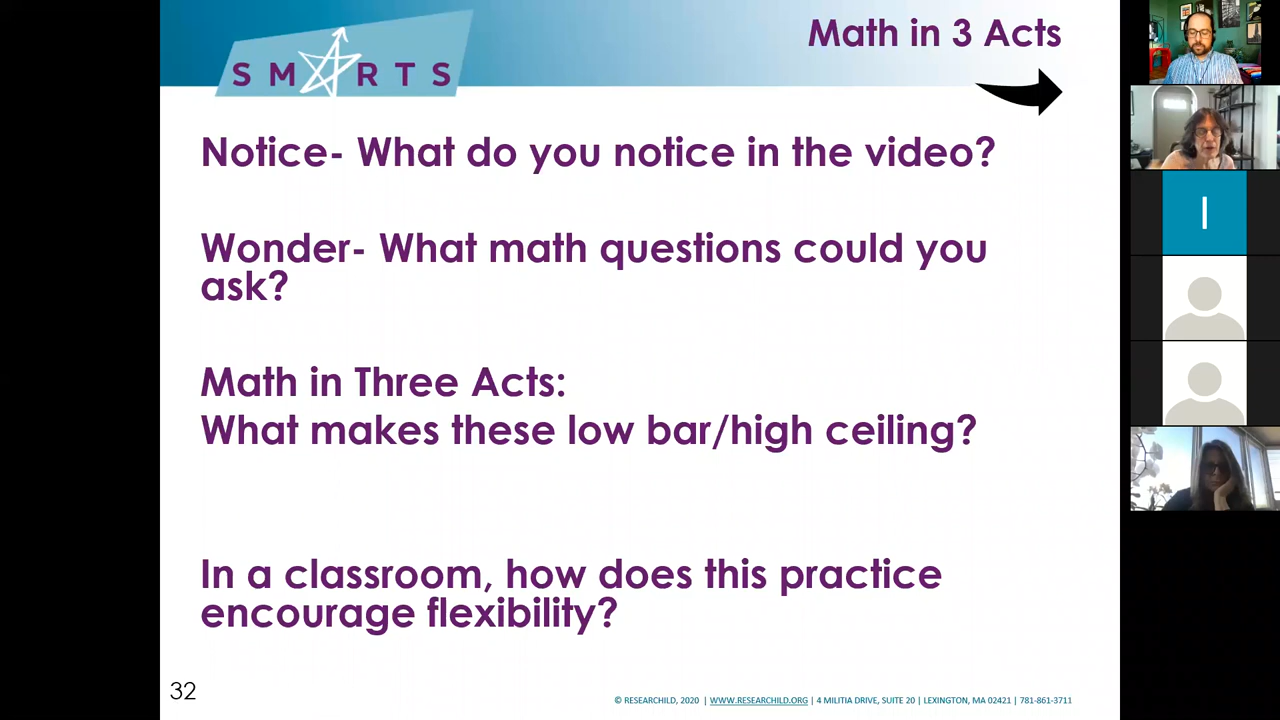 Math in 3 Acts
SMARTS
Notice- What do you notice in the video?
Wonder- What math questions could you
ask?
Math in Three Acts:
What makes these low bar/high ceiling?
In a classroom, how does this practice
encourage flexibility?
32
© RESEARCHILD, 2020 | WWW.RESEARCHILD.ORG | 4 MILITIA DRIVE, SUITE 20 | LEXINGTON, MA 02421 | 781-861-3711
I